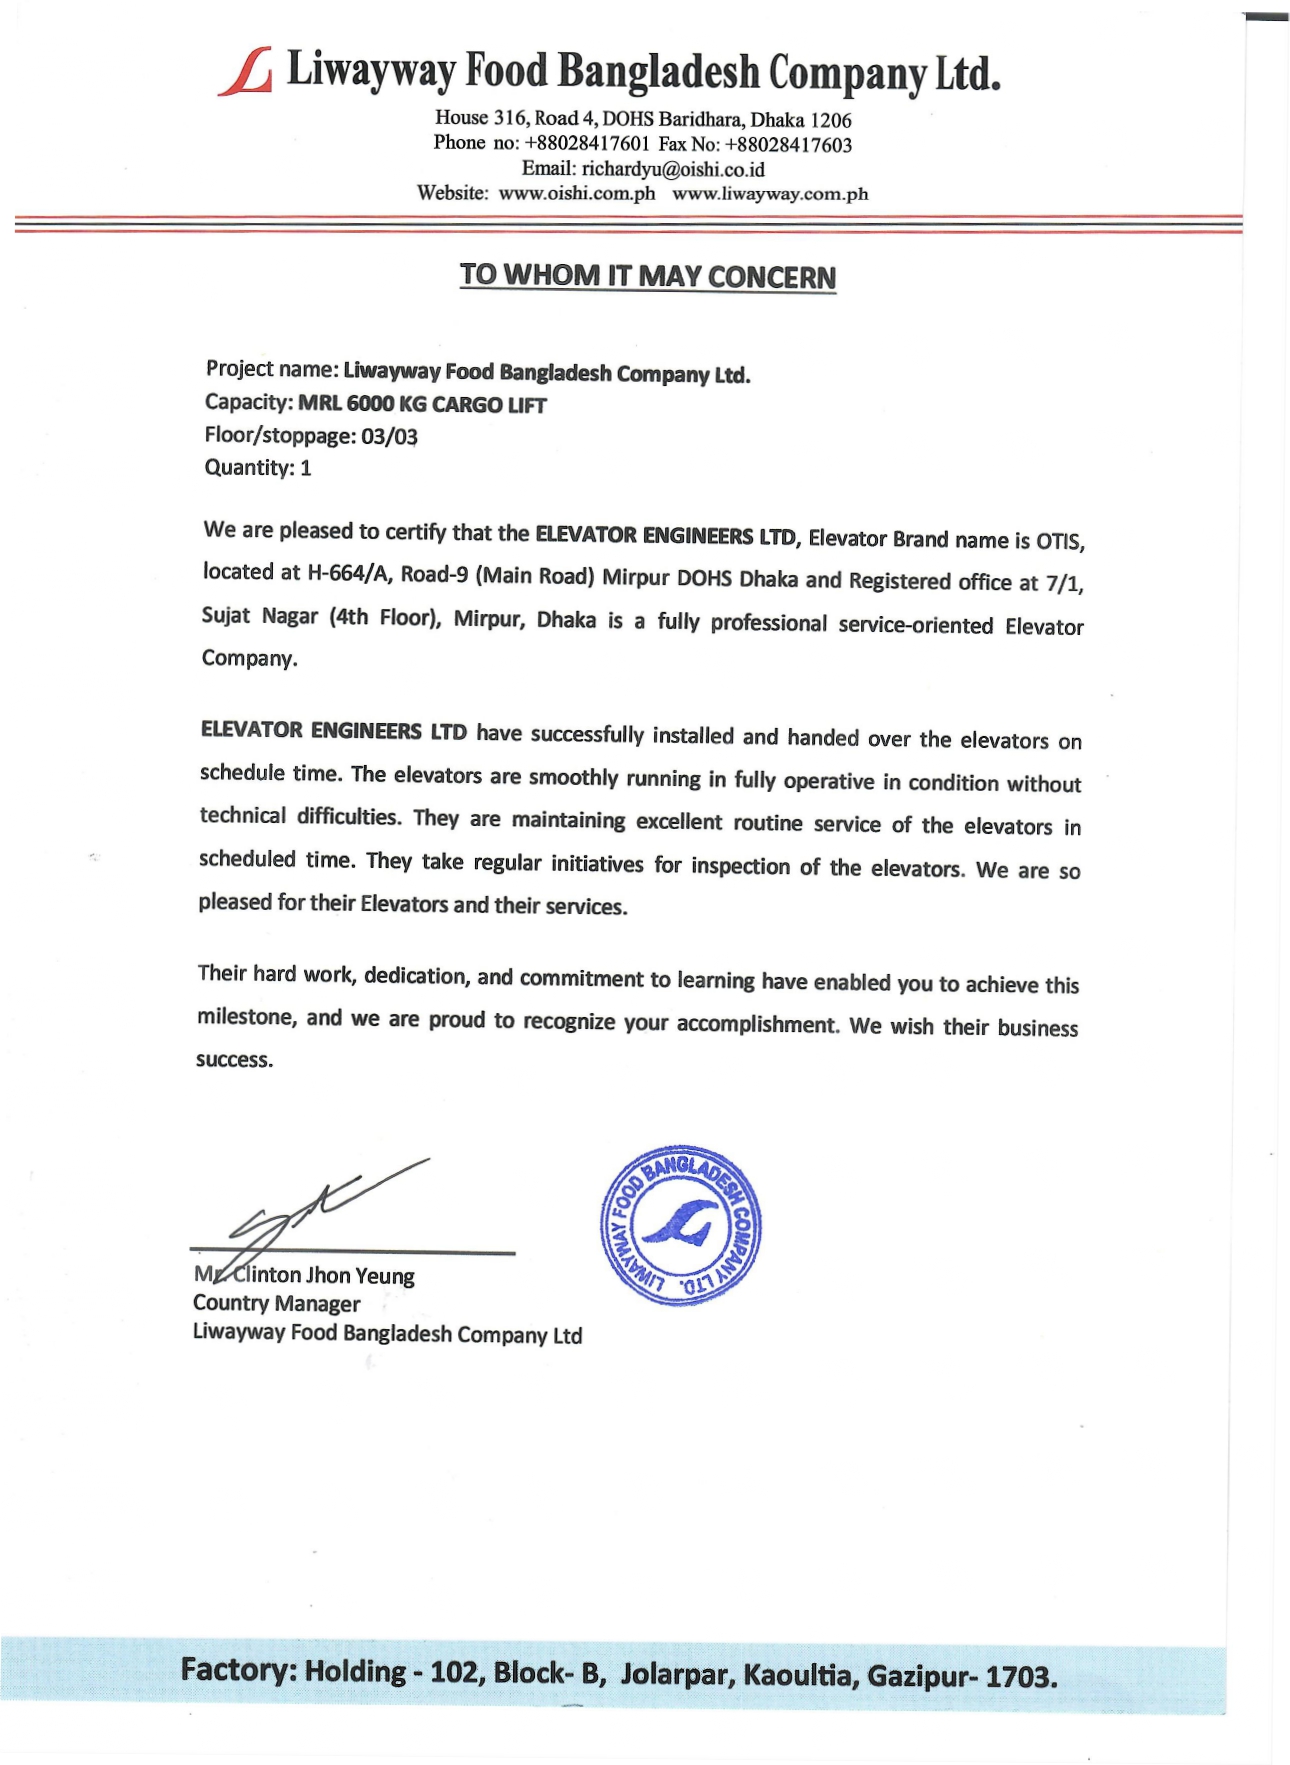 Liwayway Food Bangladesh Company Ltd.
House 316, Road 4, DOHS Baridhara, Dhaka 1206
Phone no: +88028417601 Fax No: +88028417603
Email: richardyu@oishi.co.id
Website: www.oishi.com.ph www.liwayway.com.ph
TO WHOM IT MAY CONCERN
Project name: Liwayway Food Bangladesh Company Ltd.
Capacity: MRL 6000 KG CARGO LIFT
Floor/stoppage: 03/03
Quantity: 1
We are pleased to certify that the ELEVATOR ENGINEERS LTD, Elevator Brand name is OTIS,
located at H-664/A, Road-9 (Main Road) Mirpur DOHS Dhaka and Registered office at 7/1,
Sujat Nagar (4th Floor), Mirpur, Dhaka is a fully professional service-oriented Elevator
Company.
ELEVATOR ENGINEERS LTD have successfully installed and handed over the elevators on
schedule time. The elevators are smoothly running in fully operative in condition without
technical difficulties. They are maintaining excellent routine service of the elevators in
scheduled time. They take regular initiatives for inspection of the elevators. We are so
pleased for their Elevators and their services.
Their hard work, dedication, and commitment to learning have enabled you to achieve this
milestone, and we are proud to recognize your accomplishment. We wish their business
success.
LIWAYWAY FOOD BANGLADESH COMPANY LTD.
Mr. Clinton Jhon Yeung
Country Manager
Liwayway Food Bangladesh Company Ltd
Factory: Holding - 102, Block- B, Jolarpar, Kaoultia, Gazipur- 1703.